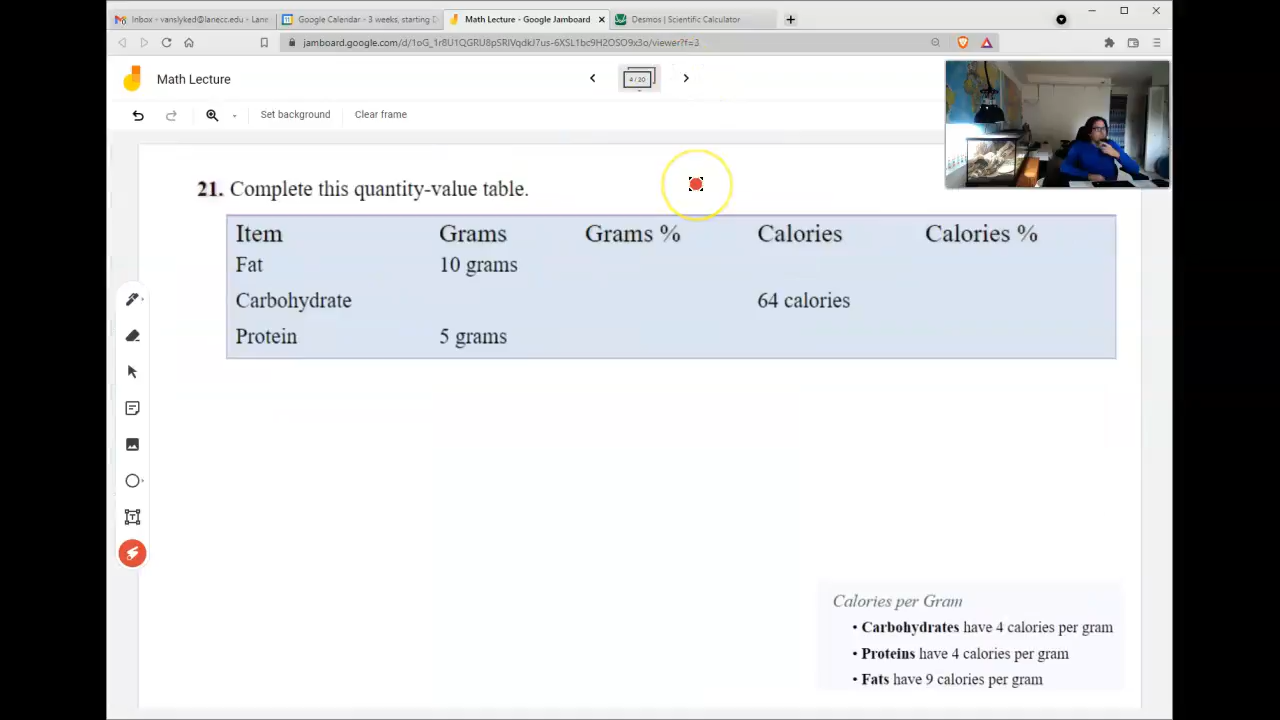 Inbox - vanslyked@lanecc.edu - Lane
Google Calendar - 3 weeks, starting D
Math Lecture - Google Jamboard
Desmos | Scientific Calculator
jamboard.google.com/d/1oG_1r8U1QGRU8pSRIVqdkJ7us-6XSL1bc9H2OSO9x3o/viewer?f=3
Math Lecture
4 / 20
Set background
Clear frame
21. Complete this quantity-value table.
Item Grams Grams % Calories Calories %
Fat 10 grams
Carbohydrate 64 calories
Protein 5 grams
Calories per Gram
• Carbohydrates have 4 calories per gram
• Proteins have 4 calories per gram
• Fats have 9 calories per gram